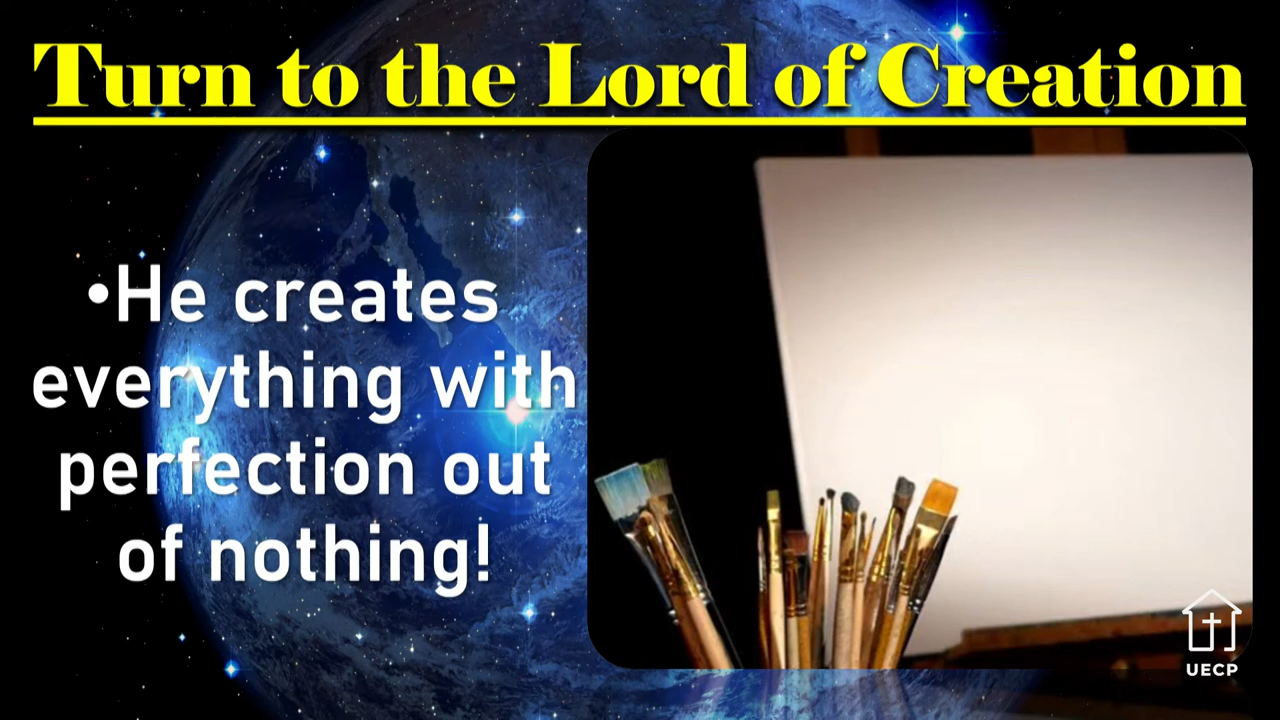 Turn to the Lord of Creation
•He creates
everything with
perfection out
of nothing!
UECP